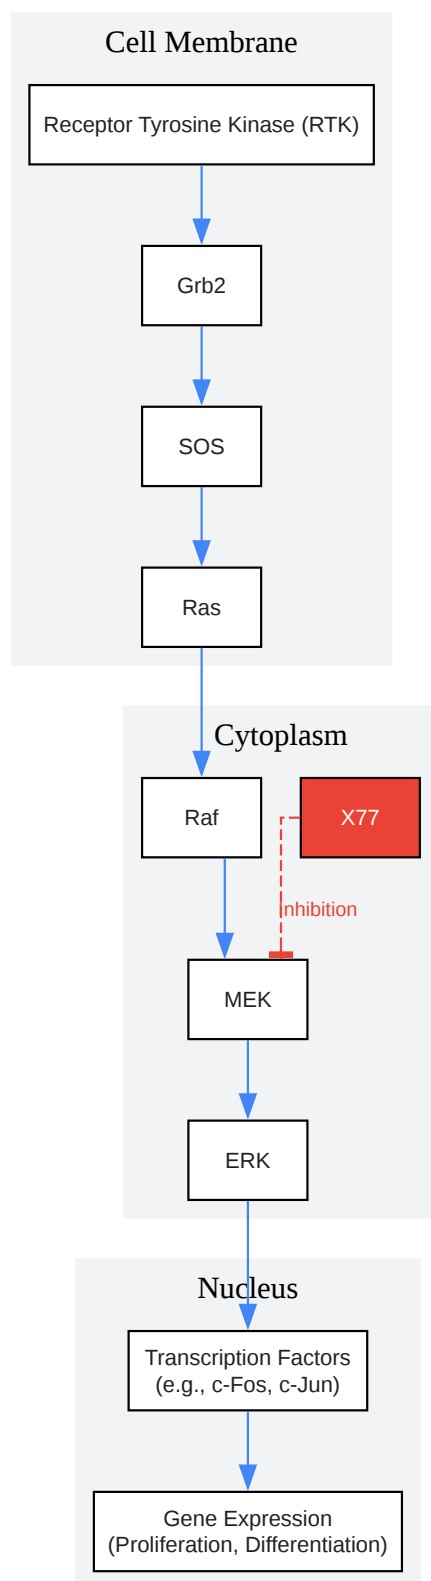 Cell Membrane
Receptor Tyrosine Kinase (RTK)
Grb2
SOS
Ras
Cytoplasm
Raf
X77
Inhibition
MEK
ERK
Nucleus
Transcription Factors
(e.g., c-Fos, c-Jun)
Gene Expression
(Proliferation, Differentiation)